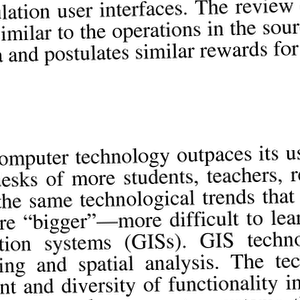 lation user interfaces. The review
imilar to the operations in the sour
and postulates similar rewards for
omputer technology outpaces its us
esks of more students, teachers, r
the same technological trends that
re “bigger”—more difficult to lear
tion systems (GISs). GIS techno
ing and spatial analysis. The tec
nt and diversity of functionality in